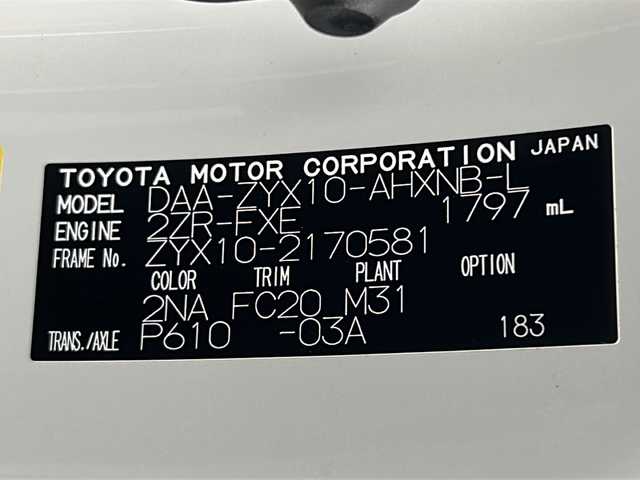 TOYOTA MOTOR CORPORATION JAPAN
MODEL DAA-ZYX10-AHXNB-L
ENGINE 2ZR-FXE 1797 mL
FRAME No. ZYX10-2170581
COLOR TRIM PLANT OPTION
2NA FC20 M31
TRANS./AXLE P610 -03A 183